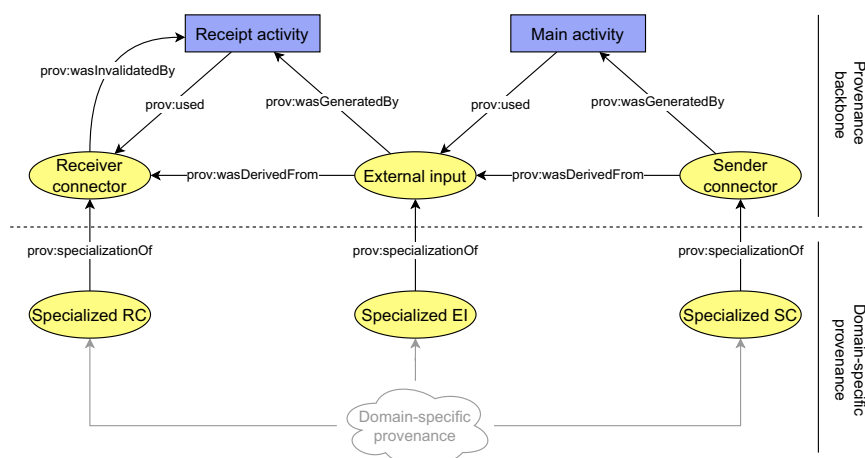 Receipt activity
Main activity
prov:wasInvalidatedBy
prov:used
prov:wasGeneratedBy
prov:used
prov:wasGeneratedBy
Receiver
connector
prov:wasDerivedFrom
External input
prov:wasDerivedFrom
Sender
connector
Provenance
backbone
prov:specializationOf
prov:specializationOf
prov:specializationOf
Specialized RC
Specialized EI
Specialized SC
Domain-specific
provenance
Domain-specific
provenance